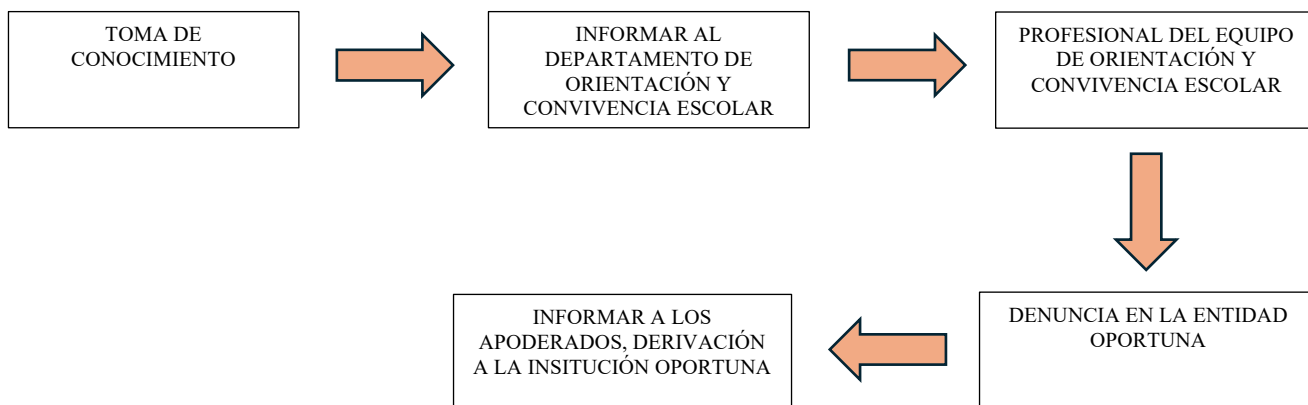 TOMA DE
CONOCIMIENTO
INFORMAR AL
DEPARTAMENTO DE
ORIENTACIÓN Y
CONVIVENCIA ESCOLAR
PROFESIONAL DEL EQUIPO
DE ORIENTACIÓN Y
CONVIVENCIA ESCOLAR
DENUNCIA EN LA ENTIDAD
OPORTUNA
INFORMAR A LOS
APODERADOS, DERIVACIÓN
A LA INSITUCIÓN OPORTUNA